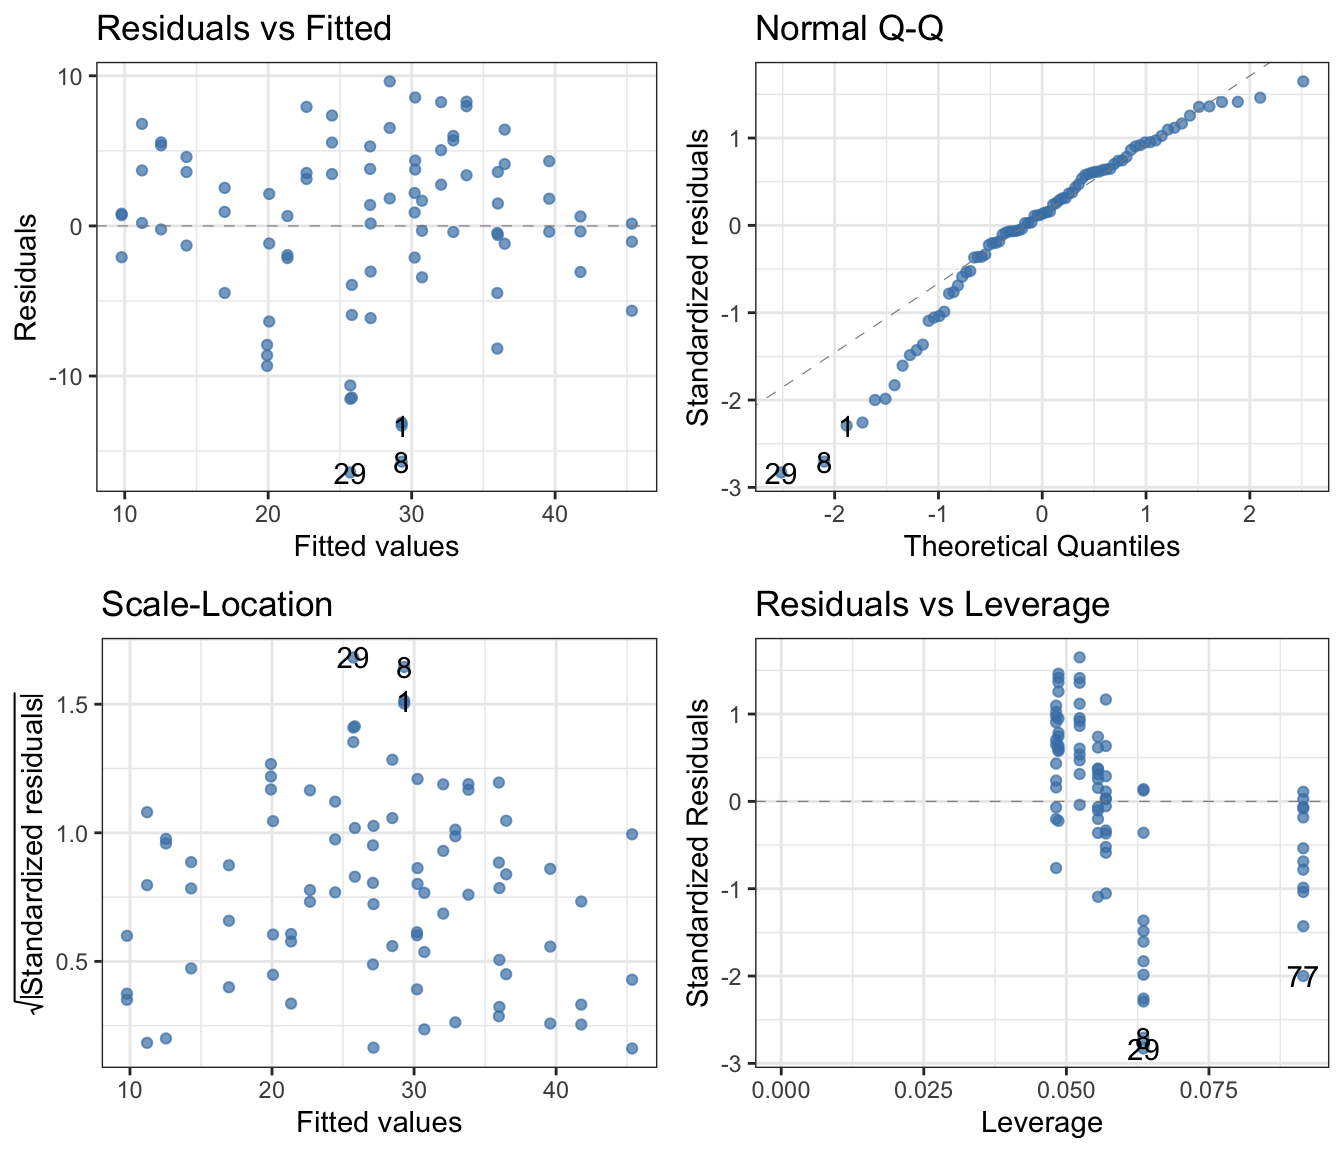 Residuals vs Fitted
10
0
-10
Residuals
1
8
29
10 20 30 40
Fitted values
Normal Q-Q
1
0
-1
-2
-3
Standardized residuals
1
8
29
-2 -1 0 1 2
Theoretical Quantiles
Scale-Location
1.5
1.0
0.5
√|Standardized residuals|
29
8
1
10 20 30 40
Fitted values
Residuals vs Leverage
1
0
-1
-2
-3
Standardized Residuals
77
8
29
0.000 0.025 0.050 0.075
Leverage